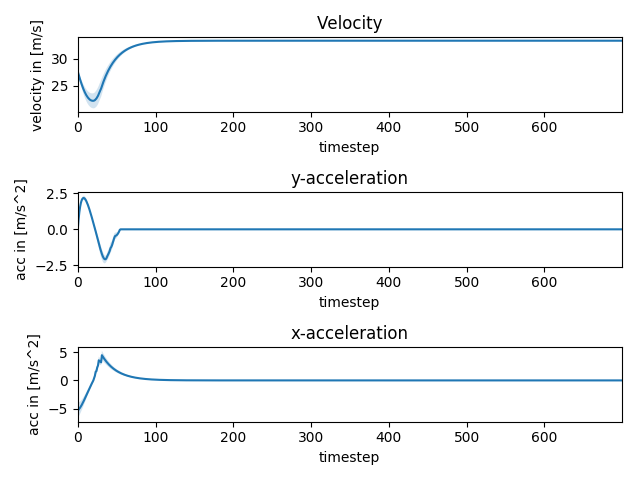 Velocity
velocity in [m/s]
30
25
0 100 200 300 400 500 600
timestep
y-acceleration
acc in [m/s^2]
2.5
0.0
−2.5
0 100 200 300 400 500 600
timestep
x-acceleration
acc in [m/s^2]
5
0
−5
0 100 200 300 400 500 600
timestep